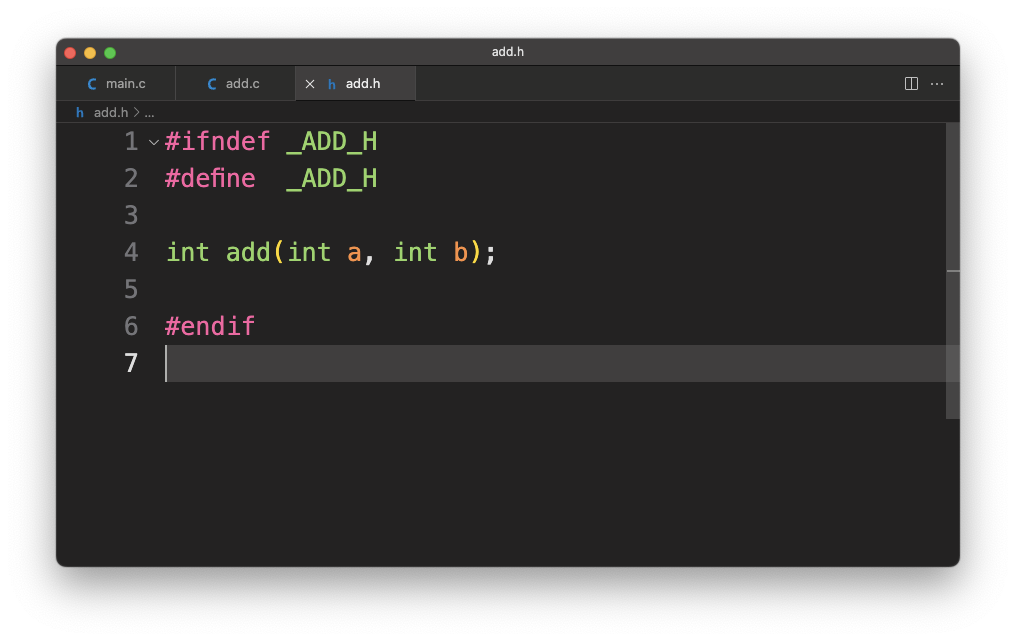 add.h
C main.c C add.c × h add.h ...
h add.h > ...
1 #ifndef _ADD_H
2 #define  _ADD_H
3
4 int add(int a, int b);
5
6 #endif
7